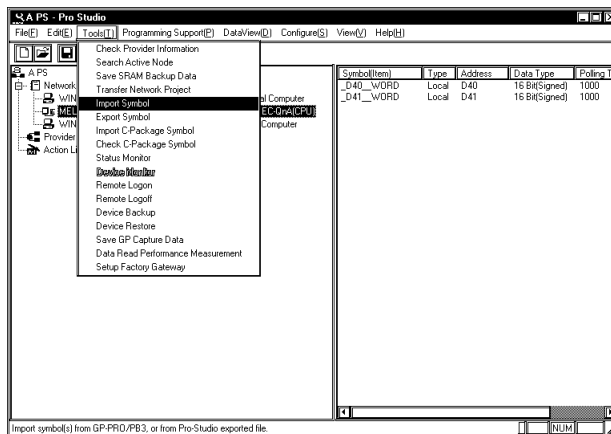 A PS - Pro Studio
File(F) Edit(E) Tools(T) Programming Support(P) DataView(D) Configure(S) View(V) Help(H)
Check Provider Information
Search Active Node
Save SRAM Backup Data
Transfer Network Project
Import Symbol
Export Symbol
Import C-Package Symbol
Check C-Package Symbol
Status Monitor
Device Monitor
Remote Logon
Remote Logoff
Device Backup
Device Restore
Save GP Capture Data
Data Read Performance Measurement
Setup Factory Gateway
A PS
Network
WIN al Computer
MEL EC-QnA(CPU)
WIN Computer
Provider
Action Li
Symbol(Item) Type Address Data Type Polling T
_D40__WORD Local D40 16 Bit(Signed) 1000
_D41__WORD Local D41 16 Bit(Signed) 1000
Import symbol(s) from GP-PRO/PB3, or from Pro-Studio exported file.
NUM